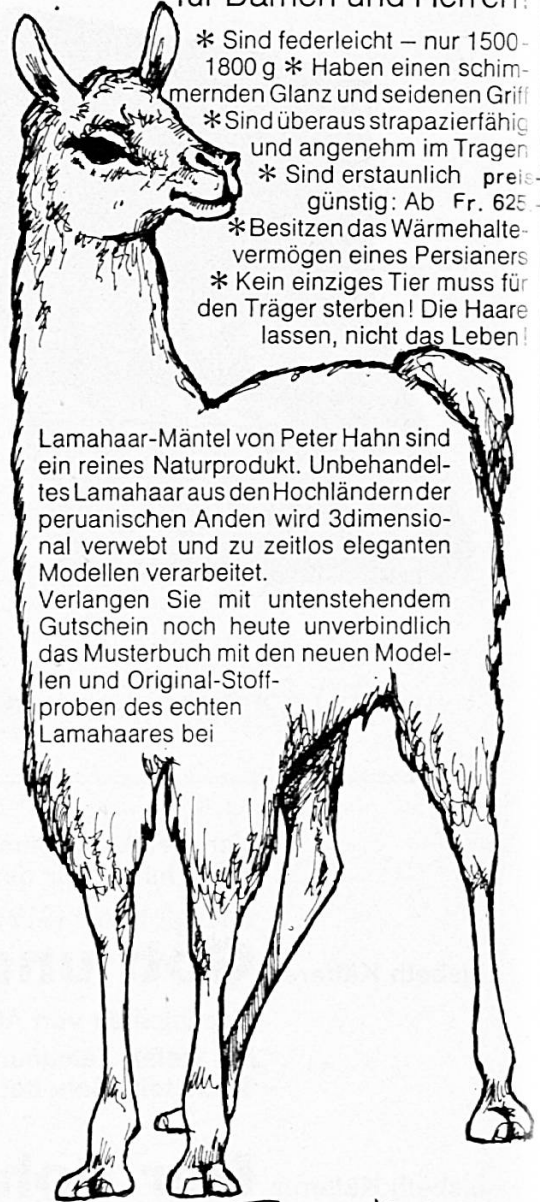 für Damen und Herren!
* Sind federleicht – nur 1500-
1800 g * Haben einen schim-
mernden Glanz und seidenen Griff
* Sind überaus strapazierfähig
und angenehm im Tragen
* Sind erstaunlich preis-
günstig: Ab Fr. 625.-
* Besitzen das Wärmehalte-
vermögen eines Persianers
* Kein einziges Tier muss für
den Träger sterben! Die Haare
lassen, nicht das Leben!
Lamahaar-Mäntel von Peter Hahn sind
ein reines Naturprodukt. Unbehandel-
tes Lamahaar aus den Hochländern der
peruanischen Anden wird 3dimensio-
nal verwebt und zu zeitlos eleganten
Modellen verarbeitet.
Verlangen Sie mit untenstehendem
Gutschein noch heute unverbindlich
das Musterbuch mit den neuen Model-
len und Original-Stoff-
proben des echten
Lamahaares bei